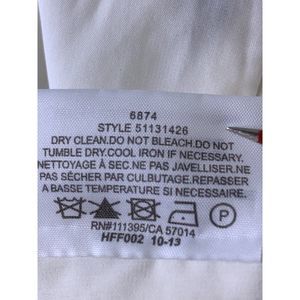 6874
STYLE 51131426
DRY CLEAN.DO NOT BLEACH.DO NOT
TUMBLE DRY.COOL IRON IF NECESSARY.
NETTOYAGE À SEC.NE PAS JAVELLISER.NE
PAS SÉCHER PAR CULBUTAGE.REPASSER
A BASSE TEMPERATURE SI NECESSAIRE.
P
RN#111395/CA 57014
HFF002 10-13